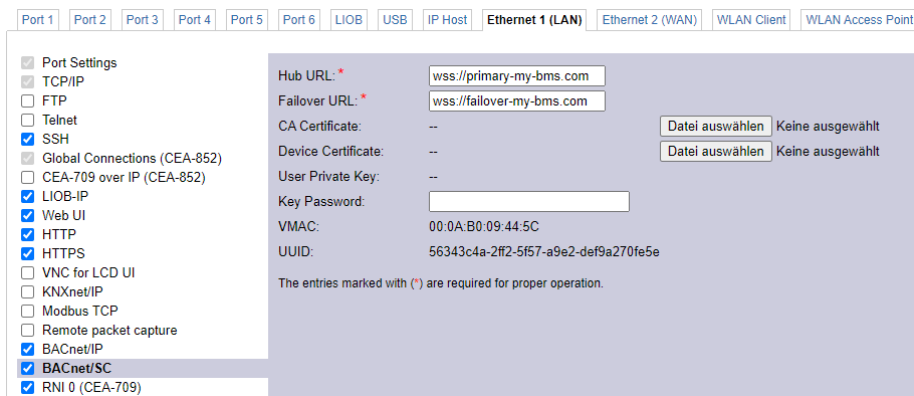 Port 1 Port 2 Port 3 Port 4 Port 5 Port 6 LIOB USB IP Host Ethernet 1 (LAN) Ethernet 2 (WAN) WLAN Client WLAN Access Point
Port Settings
TCP/IP
FTP
Telnet
SSH
Global Connections (CEA-852)
CEA-709 over IP (CEA-852)
LIOB-IP
Web UI
HTTP
HTTPS
VNC for LCD UI
KNXnet/IP
Modbus TCP
Remote packet capture
BACnet/IP
BACnet/SC
RNI 0 (CEA-709)
Hub URL: * wss://primary-my-bms.com
Failover URL: * wss://failover-my-bms.com
CA Certificate: -- Datei auswählen Keine ausgewählt
Device Certificate: -- Datei auswählen Keine ausgewählt
User Private Key: --
Key Password:
VMAC: 00:0A:B0:09:44:5C
UUID: 56343c4a-2ff2-5f57-a9e2-def9a270fe5e
The entries marked with (*) are required for proper operation.